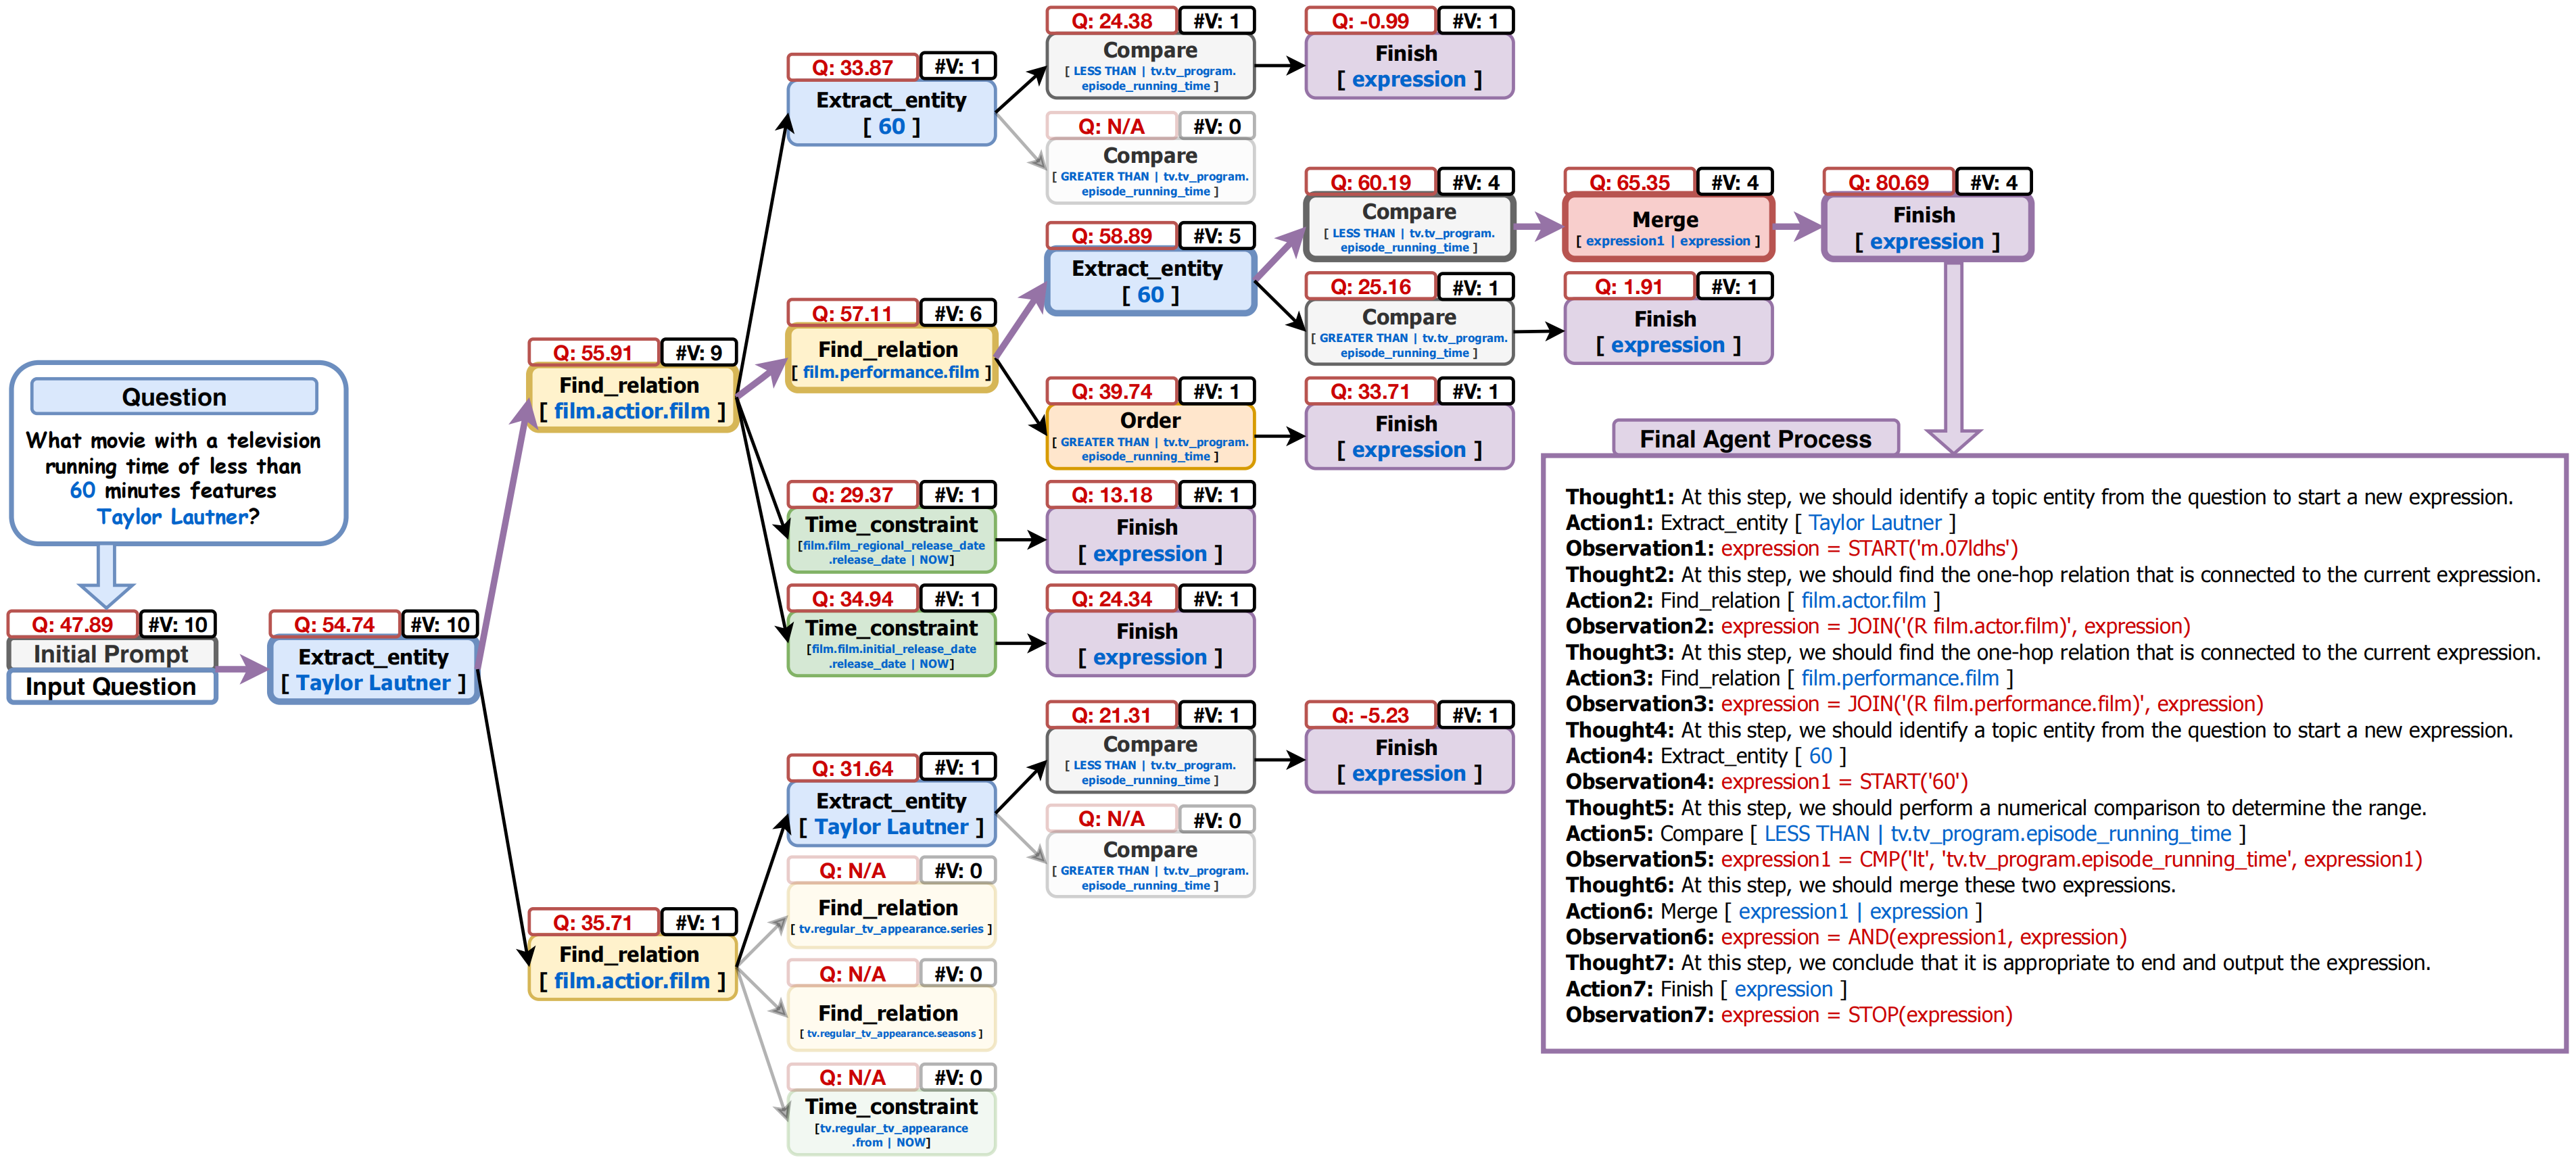 Question
What movie with a television
running time of less than
60 minutes features
Taylor Lautner?
Q: 47.89 #V: 10
Initial Prompt
Input Question
Q: 54.74 #V: 10
Extract_entity
[ Taylor Lautner ]
Q: 55.91 #V: 9
Find_relation
[ film.actior.film ]
Q: 35.71 #V: 1
Find_relation
[ film.actior.film ]
Q: 33.87 #V: 1
Extract_entity
[ 60 ]
Q: 57.11 #V: 6
Find_relation
[ film.performance.film ]
Q: 29.37 #V: 1
Time_constraint
[film.film_regional_release_date
.release_date | NOW]
Q: 34.94 #V: 1
Time_constraint
[film.film.initial_release_date
.release_date | NOW]
Q: 31.64 #V: 1
Extract_entity
[ Taylor Lautner ]
Q: N/A #V: 0
Find_relation
[ tv.regular_tv_appearance.series ]
Q: N/A #V: 0
Find_relation
[ tv.regular_tv_appearance.seasons ]
Q: N/A #V: 0
Time_constraint
[tv.regular_tv_appearance
.from | NOW]
Q: 24.38 #V: 1
Compare
[ LESS THAN | tv.tv_program.
episode_running_time ]
Q: N/A #V: 0
Compare
[ GREATER THAN | tv.tv_program.
episode_running_time ]
Q: 58.89 #V: 5
Extract_entity
[ 60 ]
Q: 39.74 #V: 1
Order
[ GREATER THAN | tv.tv_program.
episode_running_time ]
Q: 13.18 #V: 1
Finish
[ expression ]
Q: 24.34 #V: 1
Finish
[ expression ]
Q: 21.31 #V: 1
Compare
[ LESS THAN | tv.tv_program.
episode_running_time ]
Q: N/A #V: 0
Compare
[ GREATER THAN | tv.tv_program.
episode_running_time ]
Q: -0.99 #V: 1
Finish
[ expression ]
Q: 60.19 #V: 4
Compare
[ LESS THAN | tv.tv_program.
episode_running_time ]
Q: 25.16 #V: 1
Compare
[ GREATER THAN | tv.tv_program.
episode_running_time ]
Q: 33.71 #V: 1
Finish
[ expression ]
Q: -5.23 #V: 1
Finish
[ expression ]
Q: 65.35 #V: 4
Merge
[ expression1 | expression ]
Q: 1.91 #V: 1
Finish
[ expression ]
Q: 80.69 #V: 4
Finish
[ expression ]
Final Agent Process
Thought1: At this step, we should identify a topic entity from the question to start a new expression.
Action1: Extract_entity [ Taylor Lautner ]
Observation1: expression = START('m.07ldhs')
Thought2: At this step, we should find the one-hop relation that is connected to the current expression.
Action2: Find_relation [ film.actor.film ]
Observation2: expression = JOIN('(R film.actor.film)', expression)
Thought3: At this step, we should find the one-hop relation that is connected to the current expression.
Action3: Find_relation [ film.performance.film ]
Observation3: expression = JOIN('(R film.performance.film)', expression)
Thought4: At this step, we should identify a topic entity from the question to start a new expression.
Action4: Extract_entity [ 60 ]
Observation4: expression1 = START('60')
Thought5: At this step, we should perform a numerical comparison to determine the range.
Action5: Compare [ LESS THAN | tv.tv_program.episode_running_time ]
Observation5: expression1 = CMP('lt', 'tv.tv_program.episode_running_time', expression1)
Thought6: At this step, we should merge these two expressions.
Action6: Merge [ expression1 | expression ]
Observation6: expression = AND(expression1, expression)
Thought7: At this step, we conclude that it is appropriate to end and output the expression.
Action7: Finish [ expression ]
Observation7: expression = STOP(expression)